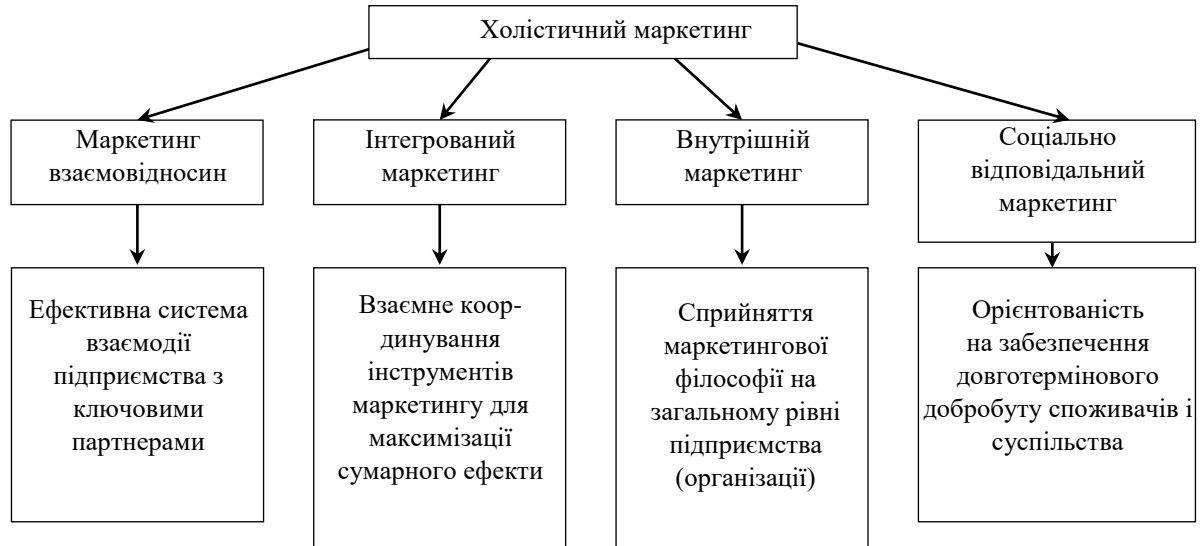 Холістичний маркетинг
Маркетинг
взаємовідносин
Інтегрований
маркетинг
Внутрішній
маркетинг
Соціально
відповідальний
маркетинг
Ефективна система
взаємодії
підприємства з
ключовими
партнерами
Взаємне коор-
динування
інструментів
маркетингу для
максимізації
сумарного ефекти
Сприйняття
маркетингової
філософії на
загальному рівні
підприємства
(організації)
Орієнтованість
на забезпечення
довготермінового
добробуту споживачів і
суспільства